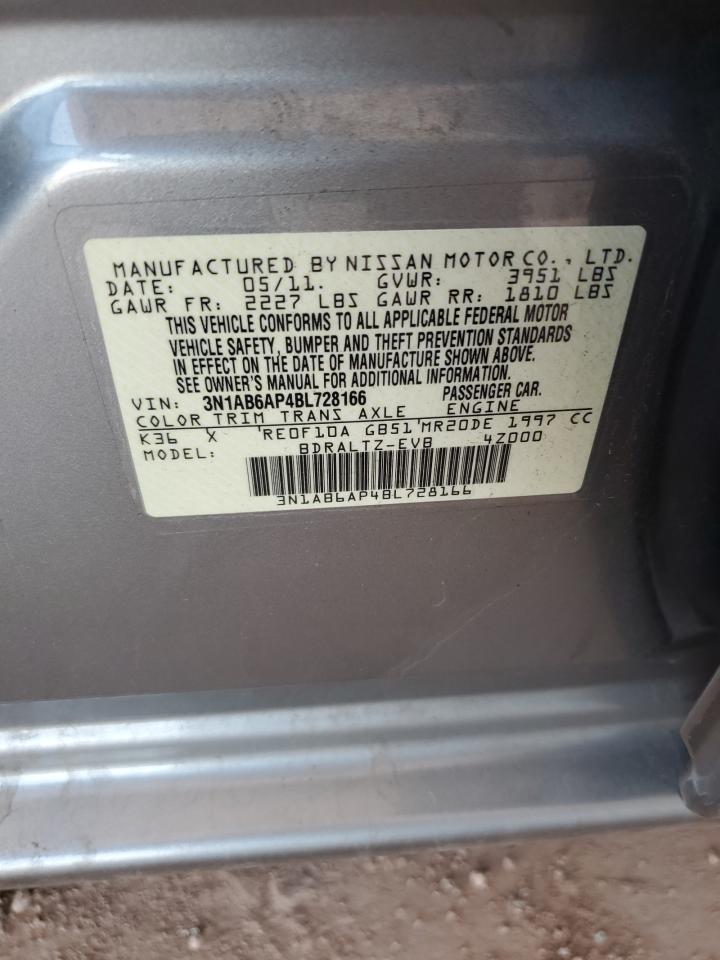 MANUFACTURED BY NISSAN MOTOR CO., LTD.
DATE: 05/11. GVWR: 3951 LBS
GAWR FR: 2227 LBS GAWR RR: 1810 LBS
THIS VEHICLE CONFORMS TO ALL APPLICABLE FEDERAL MOTOR
VEHICLE SAFETY, BUMPER AND THEFT PREVENTION STANDARDS
IN EFFECT ON THE DATE OF MANUFACTURE SHOWN ABOVE.
SEE OWNER'S MANUAL FOR ADDITIONAL INFORMATION.
VIN: 3N1AB6AP4BL728166 PASSENGER CAR.
COLOR TRIM TRANS AXLE ENGINE
K36 X RE0F10A GB51 MR20DE 1997 CC
MODEL: BDRALTZ-EVB 4Z000
3N1AB6AP4BL728166